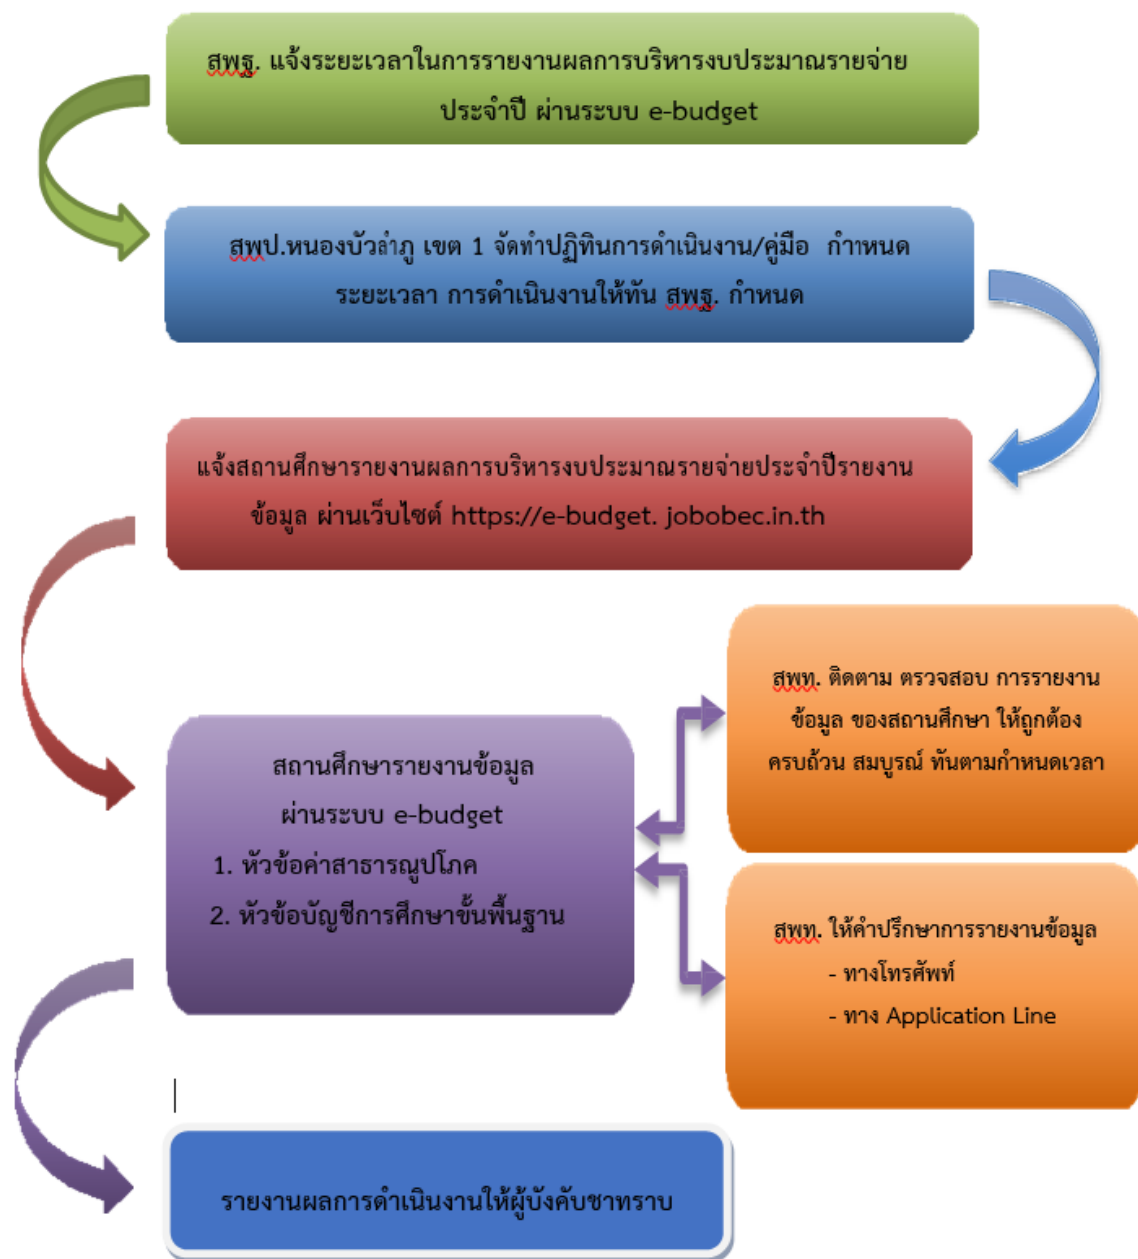 สพฐ. แจ้งระยะเวลาในการรายงานผลการบริหารงบประมาณรายจ่าย
ประจำปี ผ่านระบบ e-budget
สพป.หนองบัวลำภู เขต 1 จัดทำปฏิทินการดำเนินงาน/คู่มือ กำหนด
ระยะเวลา การดำเนินงานให้ทัน สพฐ. กำหนด
แจ้งสถานศึกษารายงานผลการบริหารงบประมาณรายจ่ายประจำปีรายงาน
ข้อมูล ผ่านเว็บไซต์ https://e-budget. jobobec.in.th
สถานศึกษารายงานข้อมูล
ผ่านระบบ e-budget
1. หัวข้อค่าสาธารณูปโภค
2. หัวข้อบัญชีการศึกษาขั้นพื้นฐาน
สพท. ติดตาม ตรวจสอบ การรายงาน
ข้อมูล ของสถานศึกษา ให้ถูกต้อง
ครบถ้วน สมบูรณ์ ทันตามกำหนดเวลา
สพท. ให้คำปรึกษาการรายงานข้อมูล
- ทางโทรศัพท์
- ทาง Application Line
รายงานผลการดำเนินงานให้ผู้บังคับชาทราบ